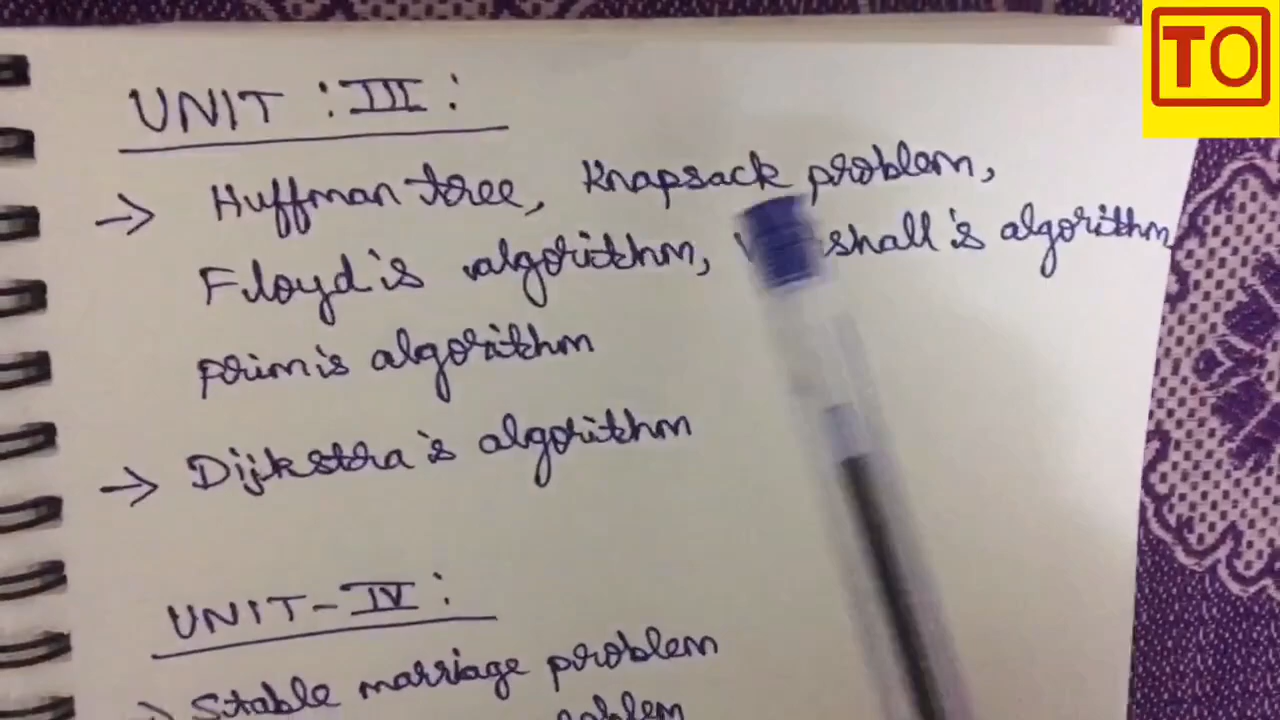 TO
UNIT : III :
→ Huffman tree, Knapsack problem,
Floyd's algorithm, shall's algorithm
prim's algorithm
→ Dijkstra's algorithm
UNIT - IV :
Stable marriage problem